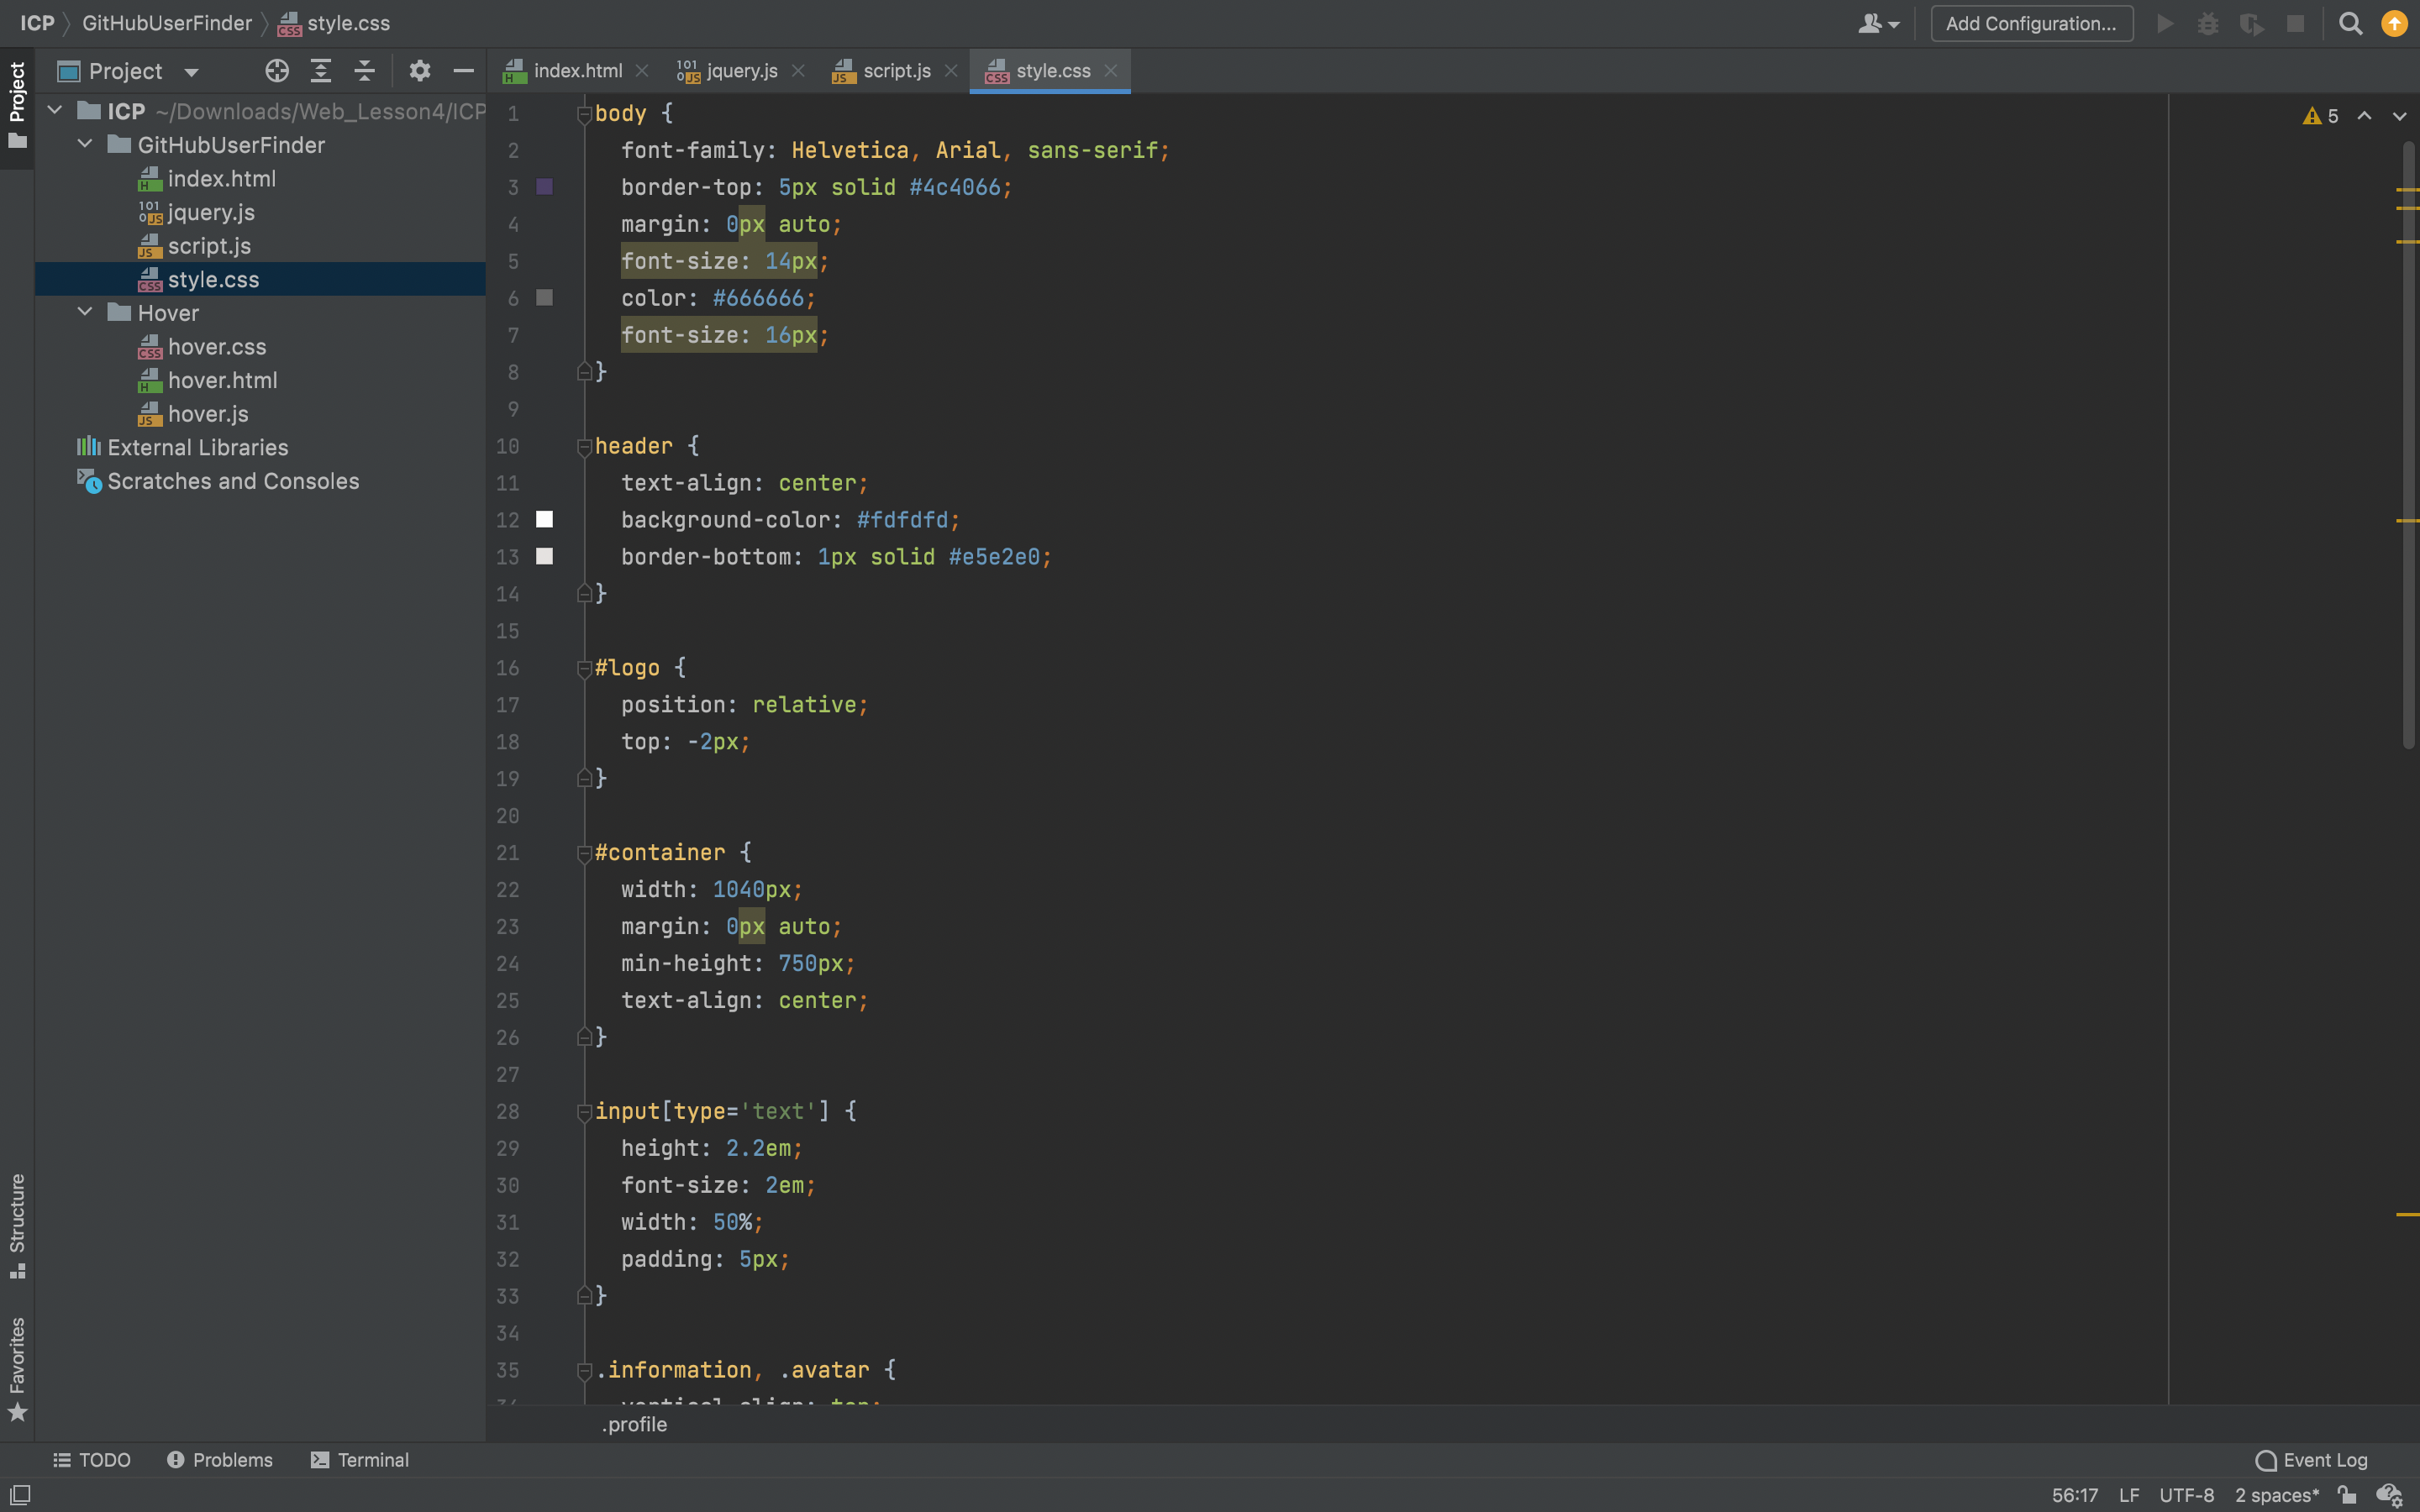 ICP GitHubUserFinder style.css
Add Configuration...
Project
Project
index.html
jquery.js
script.js
style.css
ICP ~/Downloads/Web_Lesson4/ICP
GitHubUserFinder
index.html
jquery.js
script.js
style.css
Hover
hover.css
hover.html
hover.js
External Libraries
Scratches and Consoles
5
1 body {
2 font-family: Helvetica, Arial, sans-serif;
3 border-top: 5px solid #4c4066;
4 margin: 0px auto;
5 font-size: 14px;
6 color: #666666;
7 font-size: 16px;
8 }
9
10 header {
11 text-align: center;
12 background-color: #fdfdfd;
13 border-bottom: 1px solid #e5e2e0;
14 }
15
16 #logo {
17 position: relative;
18 top: -2px;
19 }
20
21 #container {
22 width: 1040px;
23 margin: 0px auto;
24 min-height: 750px;
25 text-align: center;
26 }
27
28 input[type='text'] {
29 height: 2.2em;
30 font-size: 2em;
31 width: 50%;
32 padding: 5px;
33 }
34
35 .information, .avatar {
36 vertical-align: top;
.profile
Structure
Favorites
TODO
Problems
Terminal
Event Log
56:17 LF UTF-8 2 spaces*